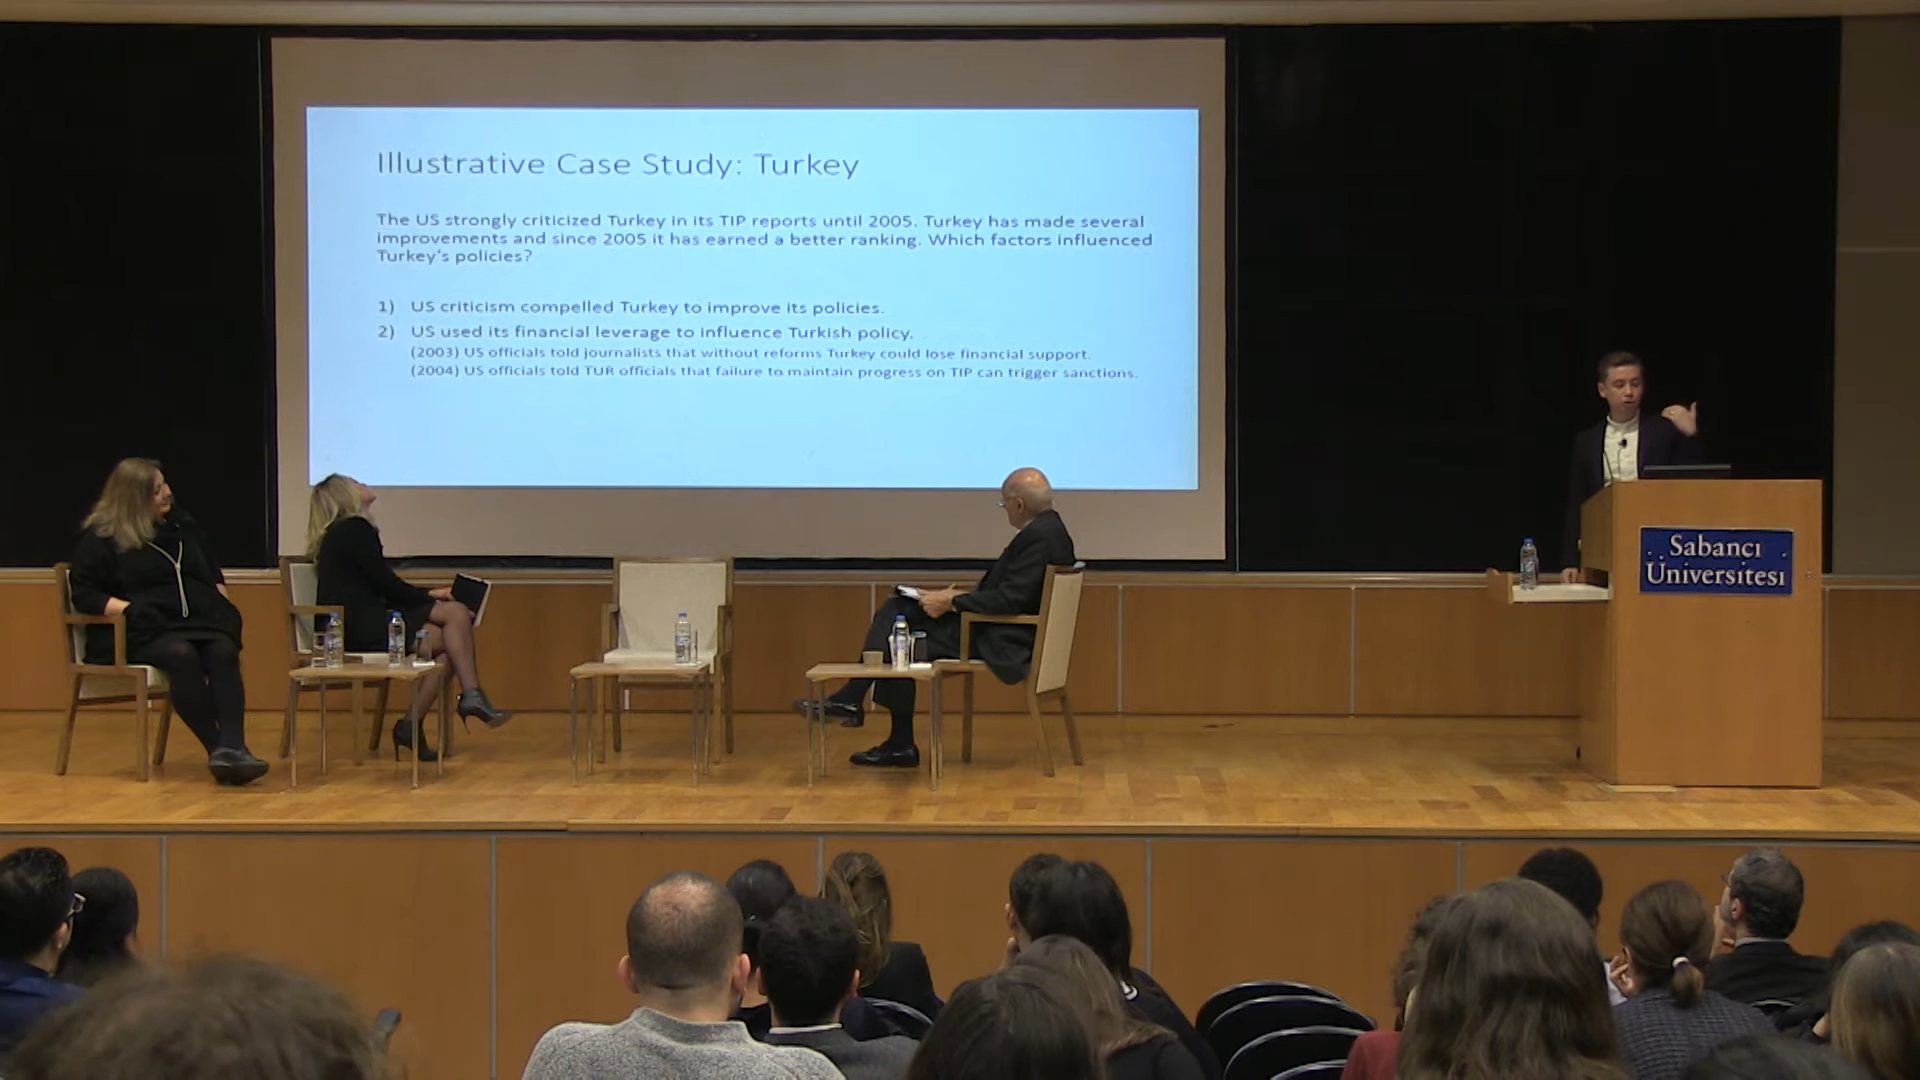 Illustrative Case Study: Turkey
The US strongly criticized Turkey in its TIP reports until 2005. Turkey has made several
improvements and since 2005 it has earned a better ranking. Which factors influenced
Turkey's policies?
1) US criticism compelled Turkey to improve its policies.
2) US used its financial leverage to influence Turkish policy.
(2003) US officials told journalists that without reforms Turkey could lose financial support.
(2004) US officials told TUR officials that failure to maintain progress on TIP can trigger sanctions.
Sabancı
Üniversitesi